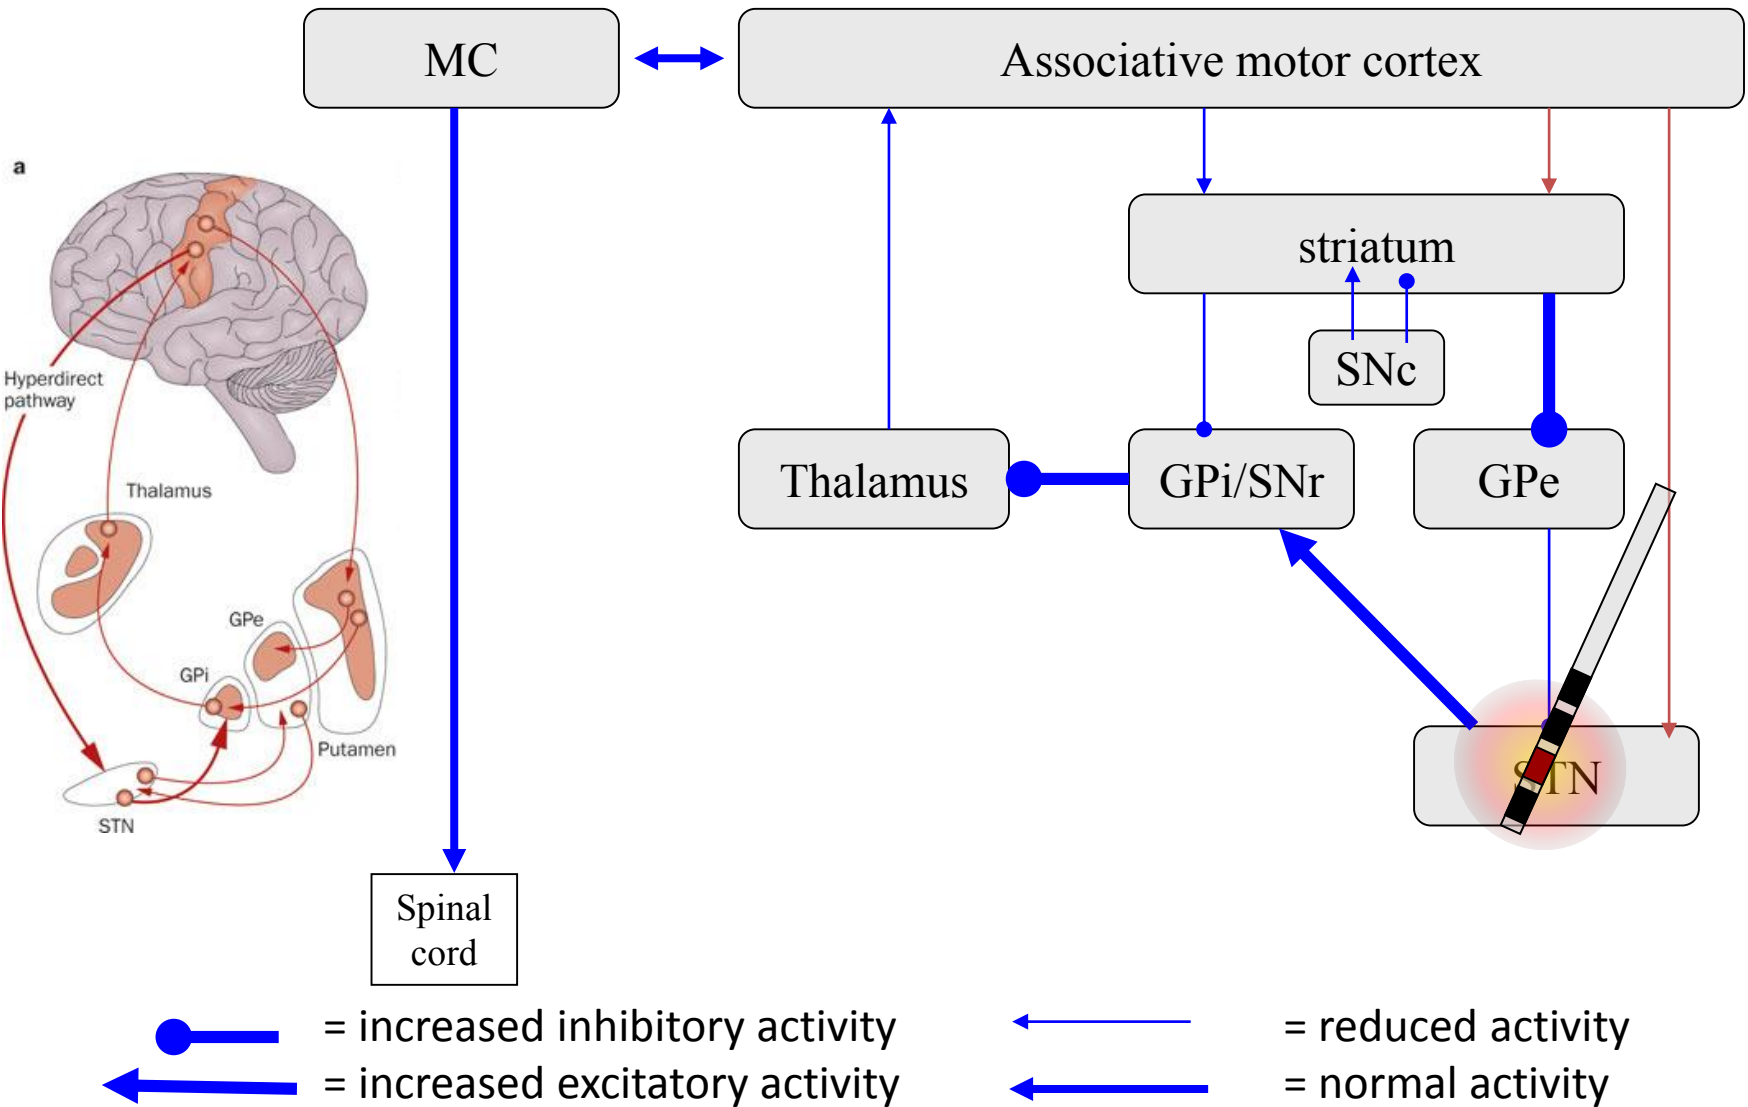 MC
Associative motor cortex
a
striatum
SNc
Hyperdirect
pathway
Thalamus
GPi/SNr
GPe
Thalamus
GPe
GPi
Putamen
STN
STN
Spinal
cord
= increased inhibitory activity
= reduced activity
= increased excitatory activity
= normal activity